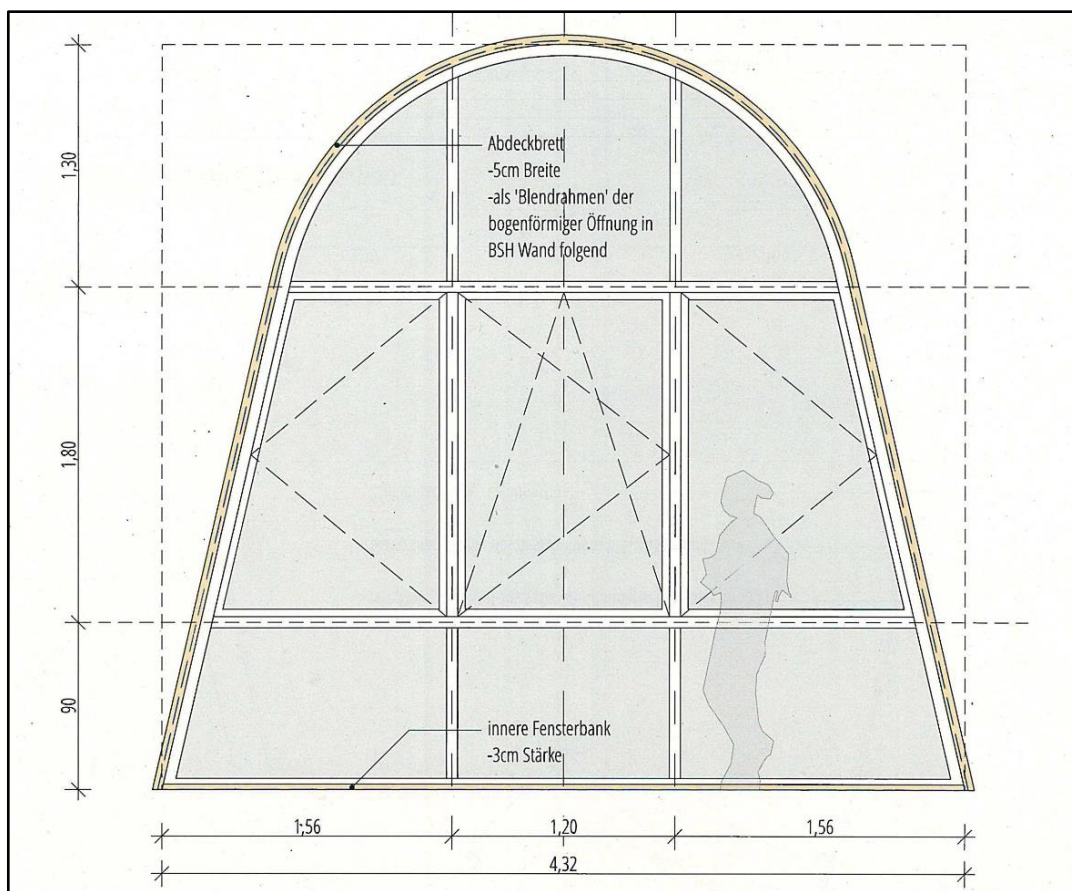 Abdeckbrett
-5cm Breite
-als 'Blendrahmen' der
bogenförmiger Öffnung in
BSH Wand folgend
1,30
1,80
90
innere Fensterbank
-3cm Stärke
1,56
1,20
1,56
4,32